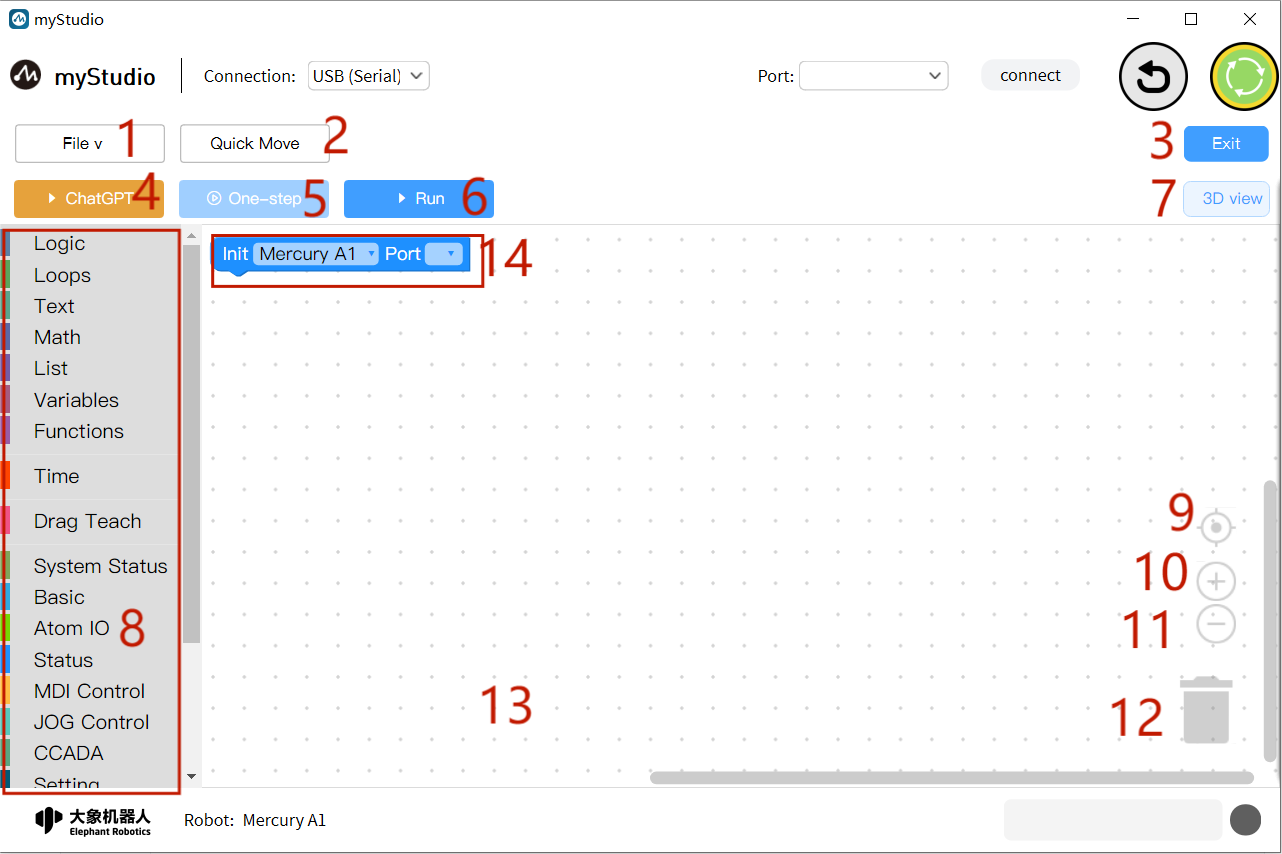 myStudio
myStudio Connection: USB (Serial) Port: connect
File v 1 Quick Move 2 3 Exit
ChatGPT 4 One-step 5 Run 6 7 3D view
Init Mercury A1 Port 14
Logic
Loops
Text
Math
List
Variables
Functions
Time
Drag Teach
System Status
Basic
Atom IO 8
Status
MDI Control
JOG Control
CCADA
Setting
9
10
11
12
13
大象机器人
Elephant Robotics
Robot: Mercury A1